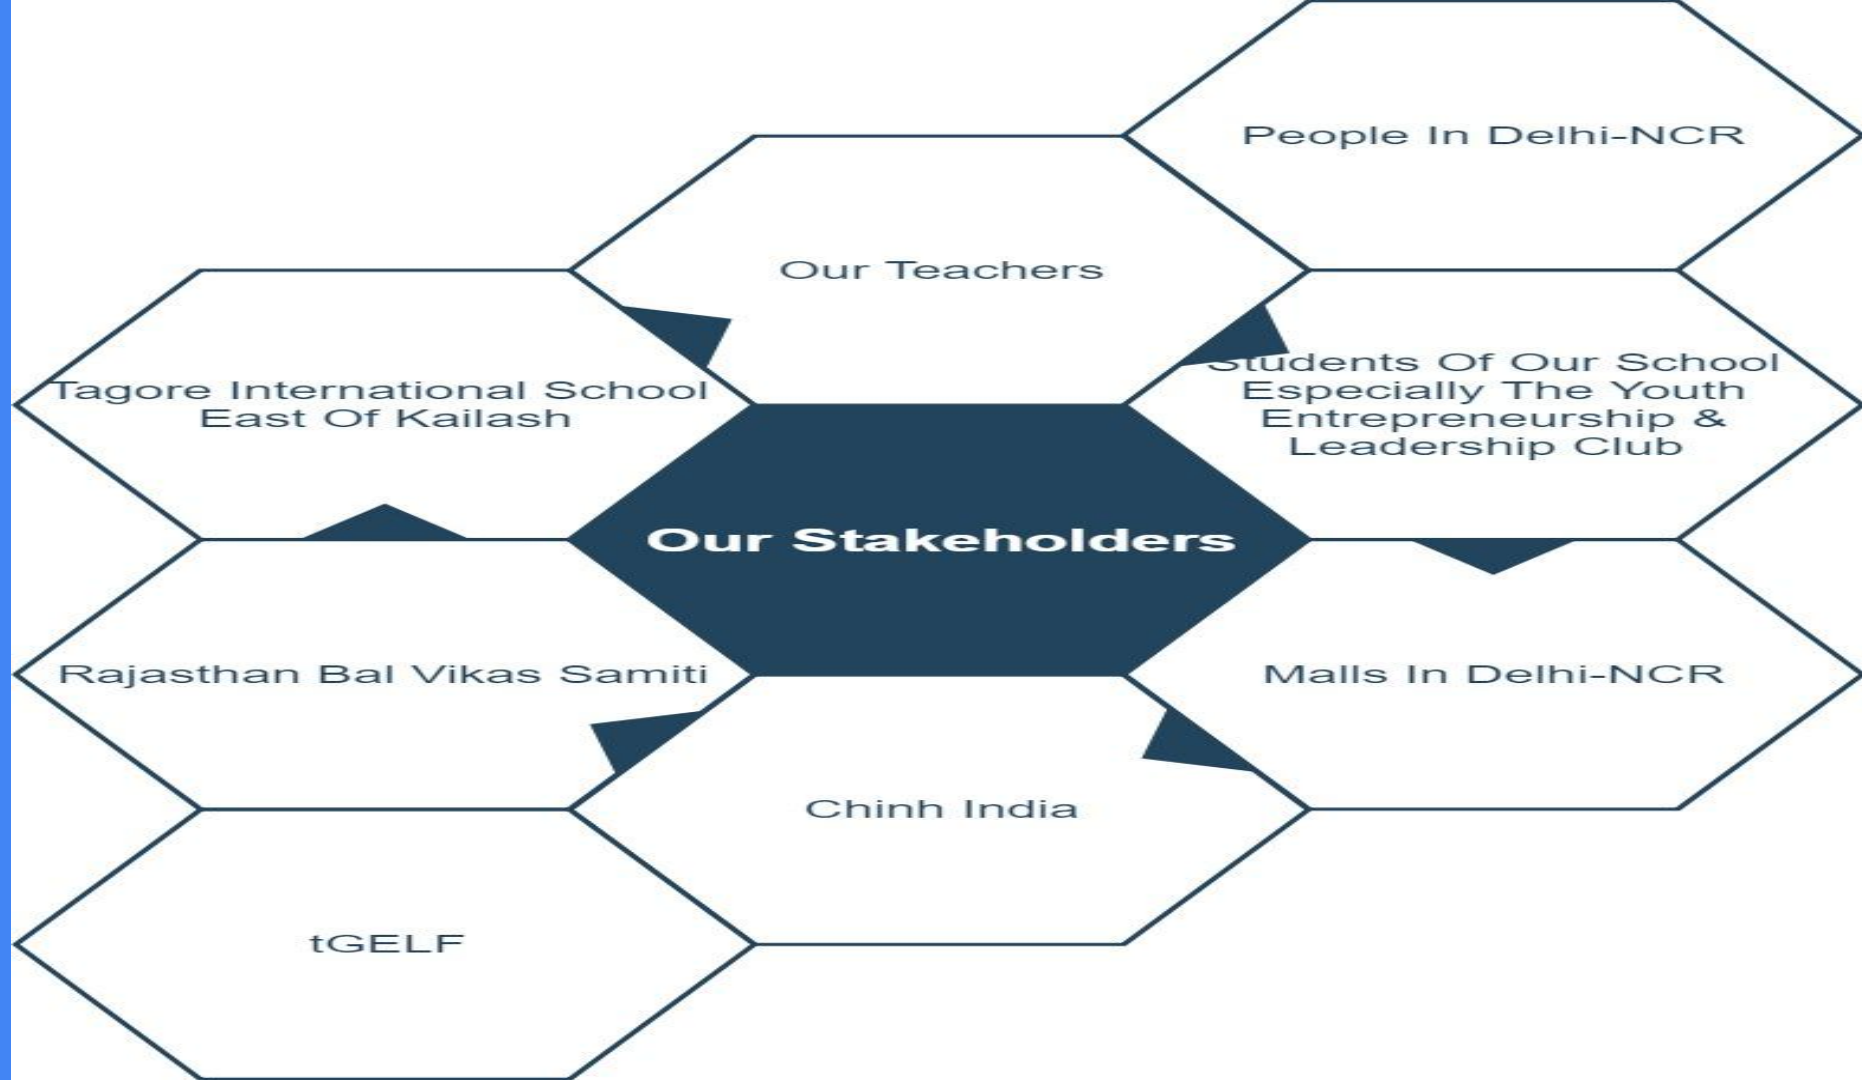 People In Delhi-NCR
Our Teachers
Tagore International School
East Of Kailash
Students Of Our School
Especially The Youth
Entrepreneurship &
Leadership Club
Our Stakeholders
Rajasthan Bal Vikas Samiti
Malls In Delhi-NCR
Chinh India
tGELF